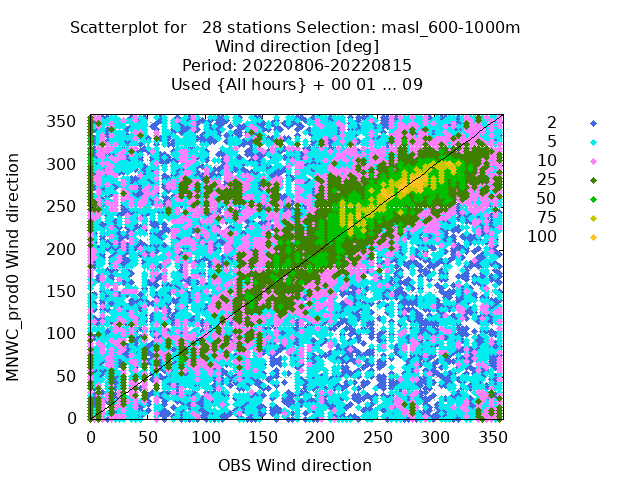 Scatterplot for   28 stations Selection: masl_600-1000m
Wind direction [deg]
Period: 20220806-20220815
Used {All hours} + 00 01 ... 09
MNWC_prod0 Wind direction
350
300
250
200
150
100
50
0
0 50 100 150 200 250 300 350
OBS Wind direction
2
5
10
25
50
75
100